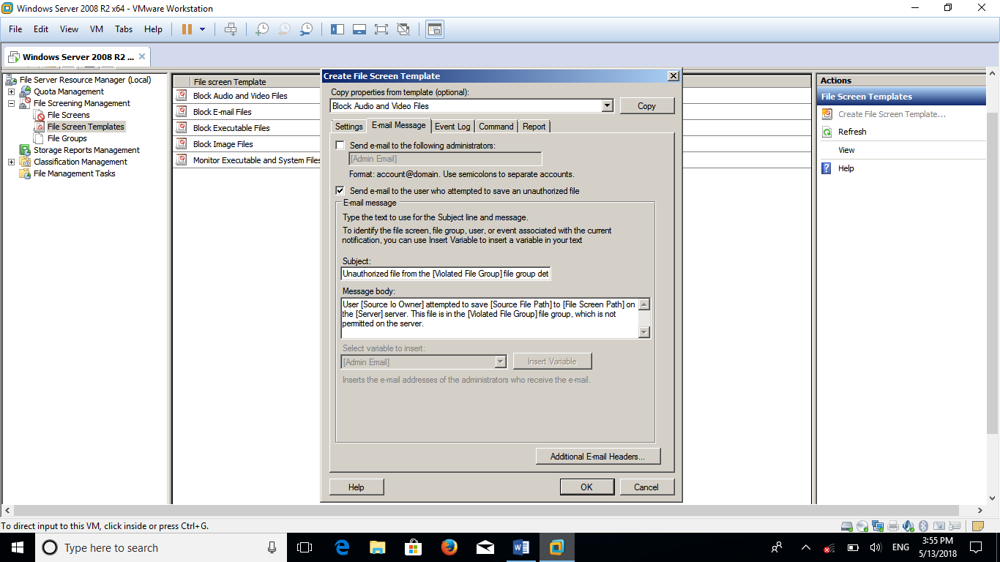 Windows Server 2008 R2 x64 - VMware Workstation
File Edit View VM Tabs Help
Windows Server 2008 R2 ...
File Server Resource Manager (Local)
Quota Management
File Screening Management
File Screens
File Screen Templates
File Groups
Storage Reports Management
Classification Management
File Management Tasks
File screen Template
Block Audio and Video Files
Block E-mail Files
Block Executable Files
Block Image Files
Monitor Executable and System Files
Create File Screen Template
Copy properties from template (optional):
Block Audio and Video Files
Copy
Settings E-mail Message Event Log Command Report
Send e-mail to the following administrators:
[Admin Email]
Format: account@domain. Use semicolons to separate accounts.
Send e-mail to the user who attempted to save an unauthorized file
E-mail message
Type the text to use for the Subject line and message.
To identify the file screen, file group, user, or event associated with the current
notification, you can use Insert Variable to insert a variable in your text
Subject:
Unauthorized file from the [Violated File Group] file group det
Message body:
User [Source Io Owner] attempted to save [Source File Path] to [File Screen Path] on
the [Server] server. This file is in the [Violated File Group] file group, which is not
permitted on the server.
Select variable to insert:
[Admin Email]
Insert Variable
Inserts the e-mail addresses of the administrators who receive the e-mail.
Additional E-mail Headers...
Help
OK
Cancel
Actions
File Screen Templates
Create File Screen Template...
Refresh
View
Help
To direct input to this VM, click inside or press Ctrl+G.
Type here to search
ENG
3:55 PM
5/13/2018